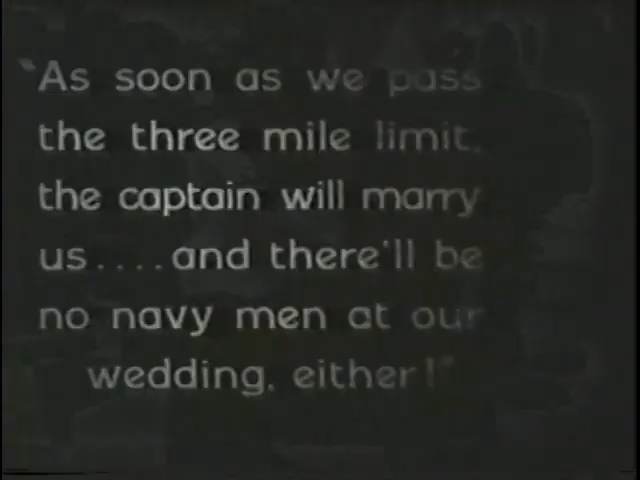 "As soon as we pass
the three mile limit,
the captain will marry
us....and there'll be
no navy men at our
wedding, either!"